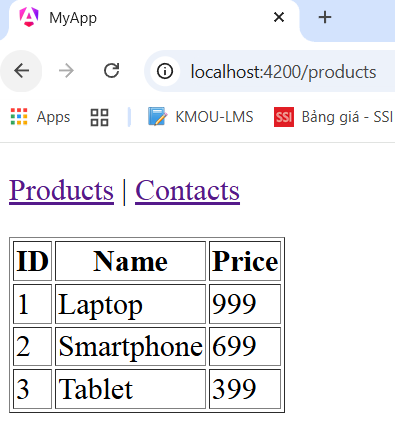 MyApp
localhost:4200/products
Apps KMOU-LMS Bảng giá - SSI
Products | Contacts
ID Name Price
1 Laptop 999
2 Smartphone 699
3 Tablet 399